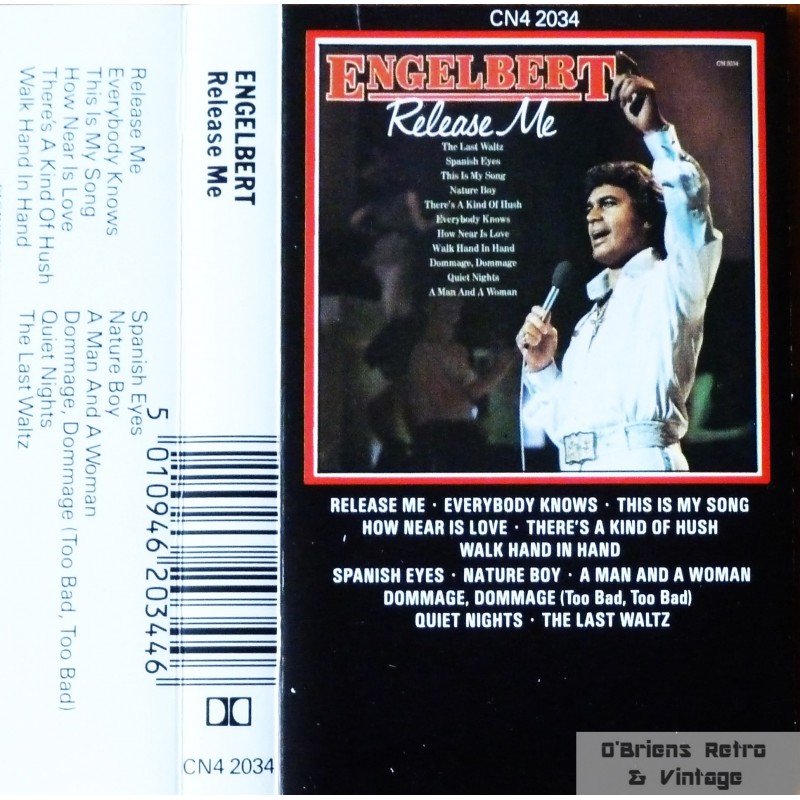 Release Me
Everybody Knows
This Is My Song
How Near Is Love
There's A Kind Of Hush
Walk Hand In Hand
Spanish Eyes
Nature Boy
A Man And A Woman
Dommage, Dommage (Too Bad, Too Bad)
Quiet Nights
The Last Waltz
5 010946 203446
ENGELBERT
Release Me
CN4 2034
CN4 2034
ENGELBERT
CN4 2034
Release Me
The Last Waltz
Spanish Eyes
This Is My Song
Nature Boy
There's A Kind Of Hush
Everybody Knows
How Near Is Love
Walk Hand In Hand
Dommage, Dommage
Quiet Nights
A Man And A Woman
RELEASE ME · EVERYBODY KNOWS · THIS IS MY SONG
HOW NEAR IS LOVE · THERE'S A KIND OF HUSH
WALK HAND IN HAND
SPANISH EYES · NATURE BOY · A MAN AND A WOMAN
DOMMAGE, DOMMAGE (Too Bad, Too Bad)
QUIET NIGHTS · THE LAST WALTZ
O'Briens Retro
& Vintage